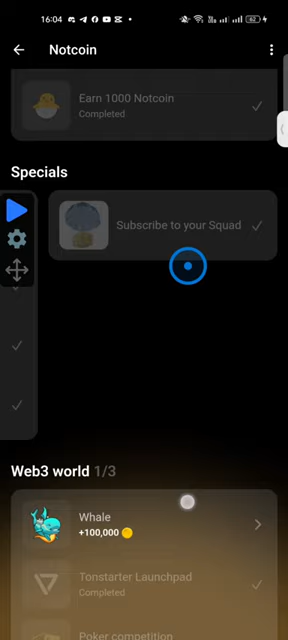 16:04
62
Notcoin
Earn 1000 Notcoin
Completed
Specials
Subscribe to your Squad
Web3 world 1/3
Whale
+100,000
Tonstarter Launchpad
Completed
Poker competition